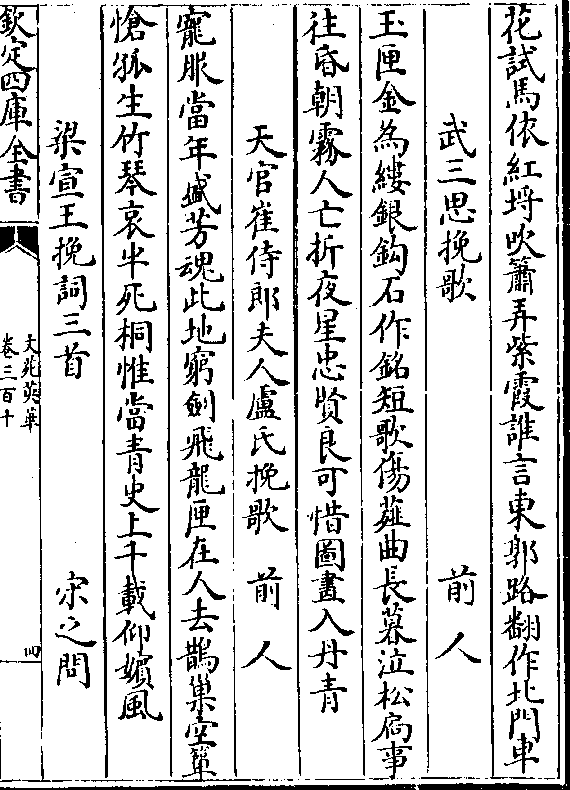 花試馬依紅埓吹簫弄紫霞誰言東郭路翻作北門車
武三思挽歌　前人
玉匣金為縷銀鉤石作銘短歌傷薤曲長暮泣松扃事
往昏朝霧人亡折夜星忠賢良可惜圖畫入丹青
天官崔侍郎夫人盧氏挽歌　前人
寵服當年盛芳魂此地窮劍飛龍匣在人去鵲巢空簟
愴孤生竹琴哀半死桐惟當青史上千載仰嬪風
梁宣王挽詞三首　宋之問
欽定四庫全書
文苑英華
卷三百十
四